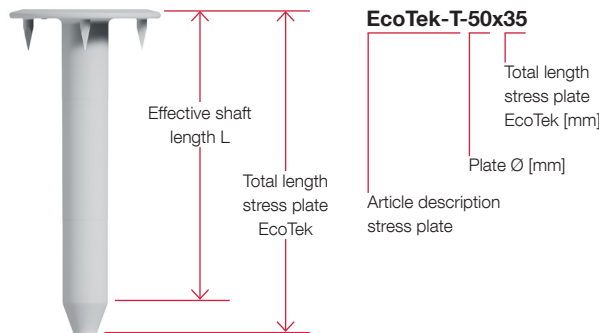 EcoTek-T-50x35
Total length
stress plate
EcoTek [mm]
Plate Ø [mm]
Article description
stress plate
Effective shaft
length L
Total length
stress plate
EcoTek